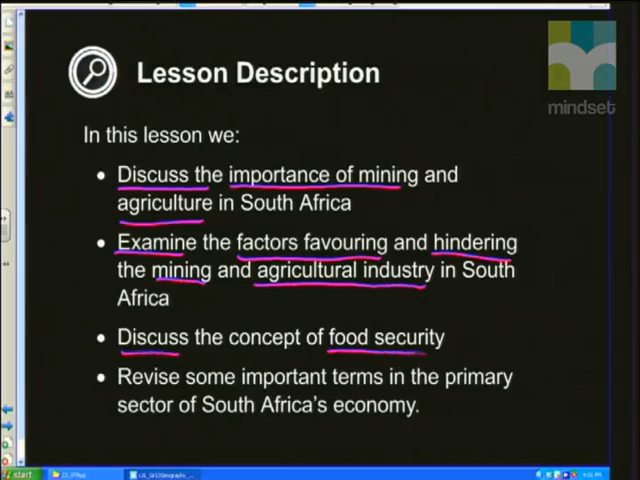 Lesson Description
mindset
In this lesson we:
• Discuss the importance of mining and
agriculture in South Africa
• Examine the factors favouring and hindering
the mining and agricultural industry in South
Africa
• Discuss the concept of food security
• Revise some important terms in the primary
sector of South Africa's economy.
start